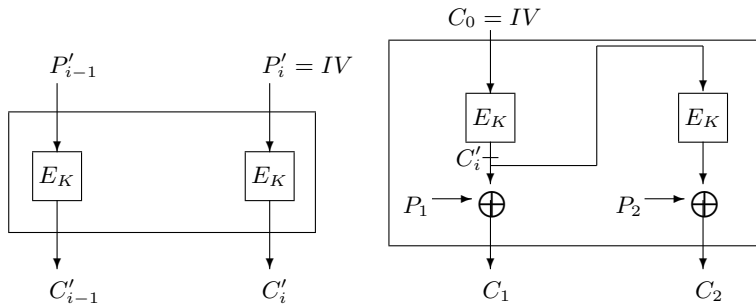 P'_{i-1}
P'_i = IV
E_K
E_K
C'_{i-1}
C'_i
C_0 = IV
E_K
E_K
C'_i
P_1
P_2
C_1
C_2